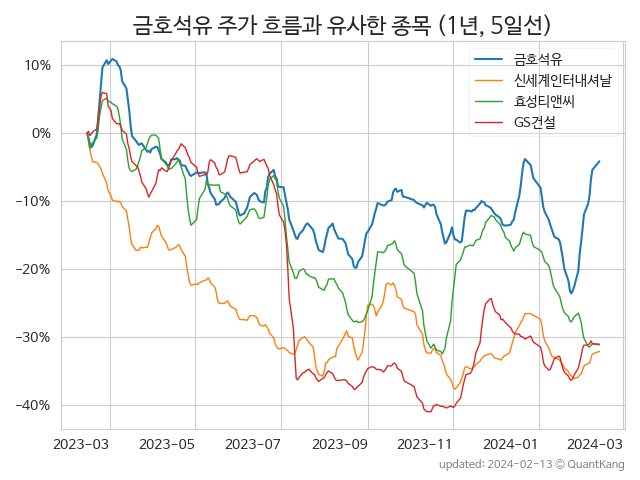 금호석유 주가 흐름과 유사한 종목 (1년, 5일선)
금호석유
신세계인터내셔날
효성티앤씨
GS건설
10%
0%
−10%
−20%
−30%
−40%
2023-03 2023-05 2023-07 2023-09 2023-11 2024-01 2024-03
updated: 2024-02-13 © QuantKang